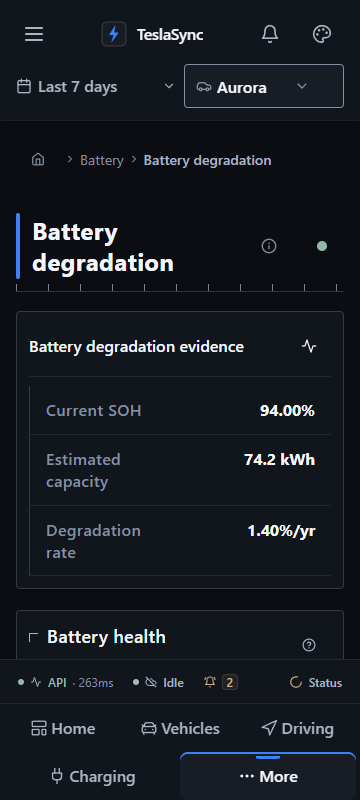 TeslaSync
Last 7 days
Aurora
Battery
Battery degradation
Battery
degradation
Battery degradation evidence
Current SOH
94.00%
Estimated
capacity
74.2 kWh
Degradation
rate
1.40%/yr
Battery health
API · 263ms
Idle
2
Status
Home
Vehicles
Driving
Charging
More